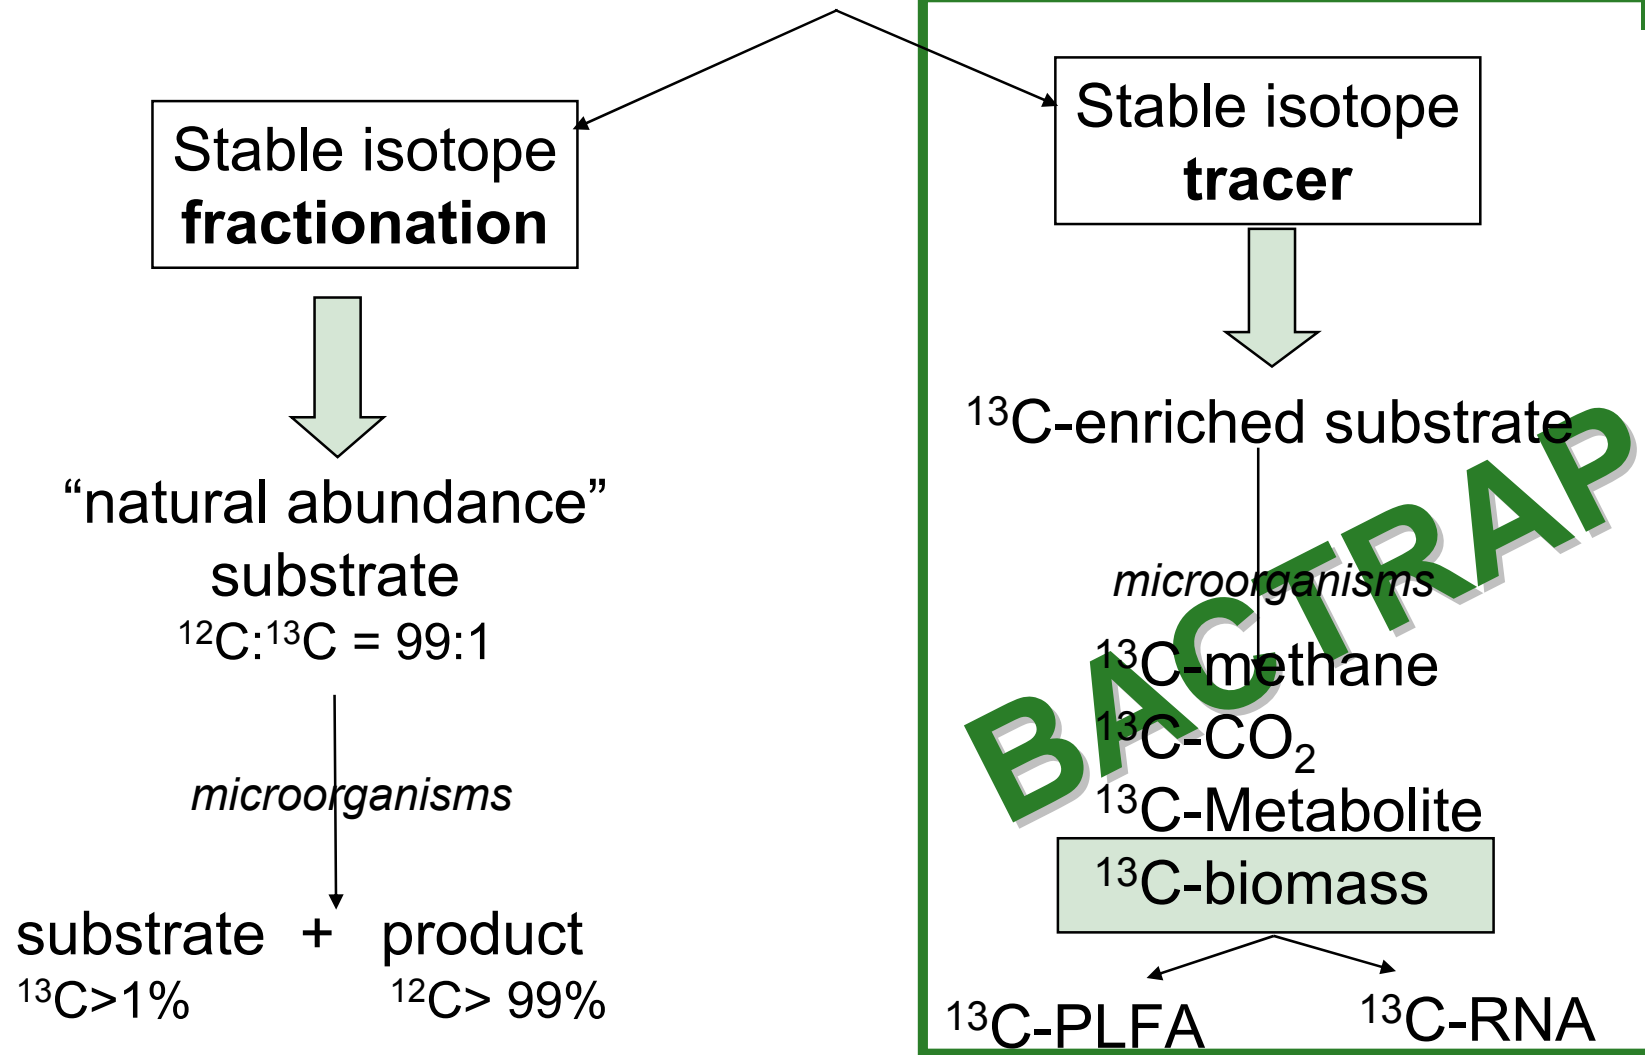 Stable isotope
fractionation
“natural abundance”
substrate
¹²C:¹³C = 99:1
microorganisms
substrate + product
¹³C>1% ¹²C> 99%
Stable isotope
tracer
¹³C-enriched substrate
microorganisms
¹³C-methane
¹³C-CO₂
¹³C-Metabolite
¹³C-biomass
¹³C-PLFA ¹³C-RNA
BACTRAP